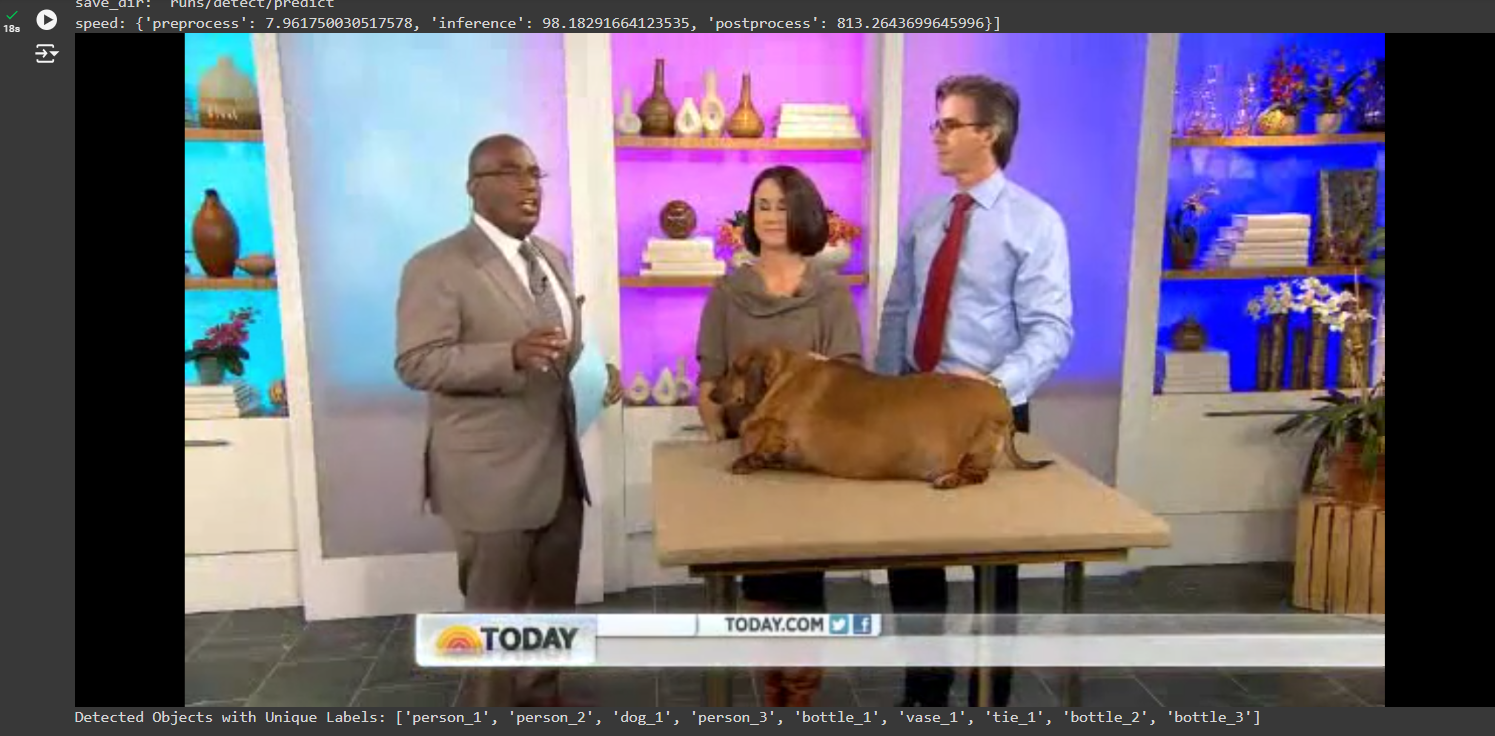 save_dir: 'runs/detect/predict'
speed: {'preprocess': 7.961750030517578, 'inference': 98.18291664123535, 'postprocess': 813.2643699645996}]
18s
TODAY.COM
TODAY
Detected Objects with Unique Labels: ['person_1', 'person_2', 'dog_1', 'person_3', 'bottle_1', 'vase_1', 'tie_1', 'bottle_2', 'bottle_3']